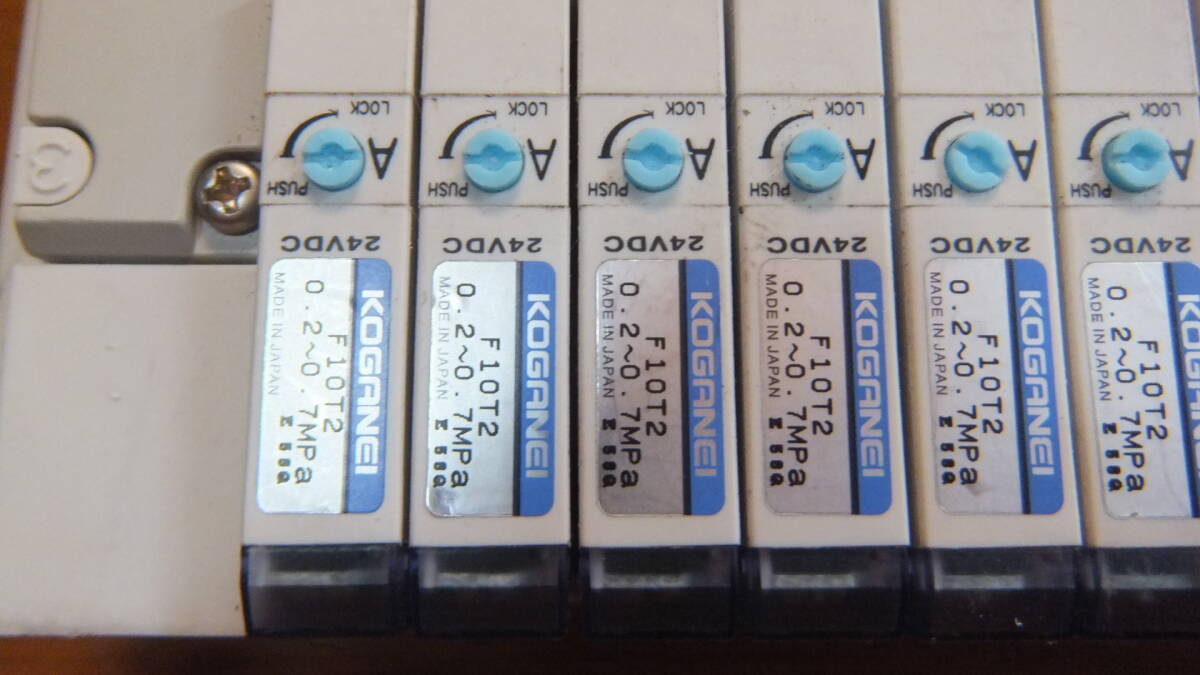 3
LOCK
A
PUSH
24VDC
KOGANEI
F10T2
0.2~0.7MPa
MADE IN JAPAN
LOCK
A
PUSH
24VDC
KOGANEI
F10T2
0.2~0.7MPa
MADE IN JAPAN
LOCK
A
PUSH
24VDC
KOGANEI
F10T2
0.2~0.7MPa
MADE IN JAPAN
LOCK
A
PUSH
24VDC
KOGANEI
F10T2
0.2~0.7MPa
MADE IN JAPAN
LOCK
A
PUSH
24VDC
KOGANEI
F10T2
0.2~0.7MPa
MADE IN JAPAN
LOCK
A
PUSH
24VDC
KOGANEI
F10T2
0.2~0.7MPa
MADE IN JAPAN